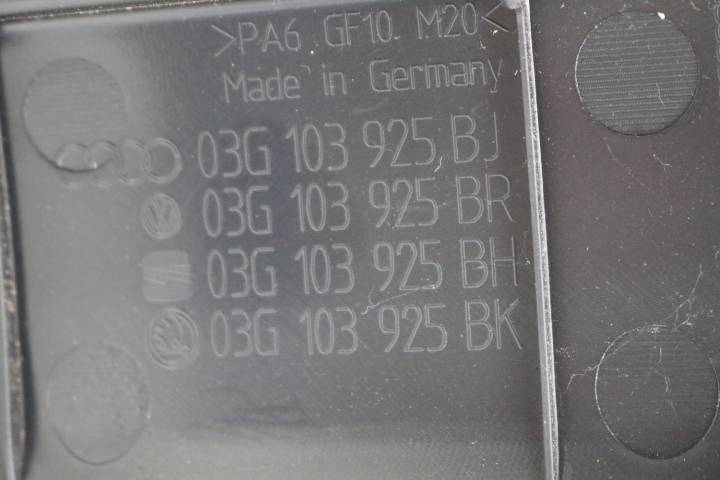 >PA6 GF10 M20<
Made in Germany
03G 103 925 BJ
03G 103 925 BR
03G 103 925 BH
03G 103 925 BK